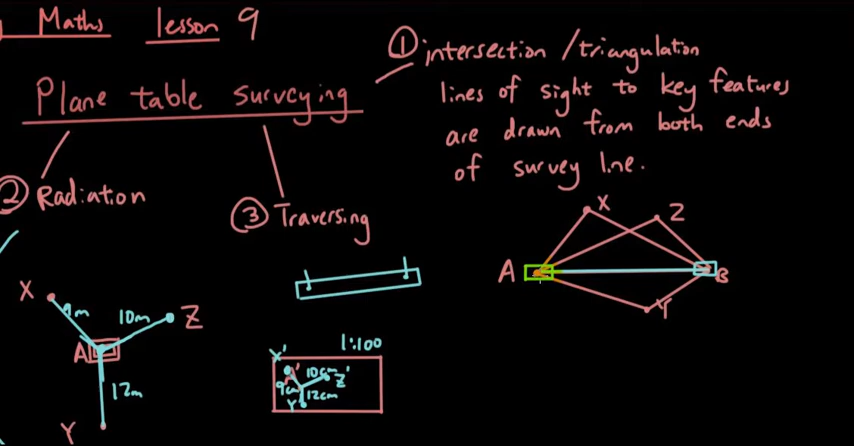 Maths lesson 9
Plane table surveying
① intersection / triangulation
lines of sight to key features
are drawn from both ends
of survey line.
② Radiation
③ Traversing
X
9m
10m
Z
A
12m
Y
1:100
X'
10cm
Z'
9cm
12cm
Y'
X
Z
A
B
Y